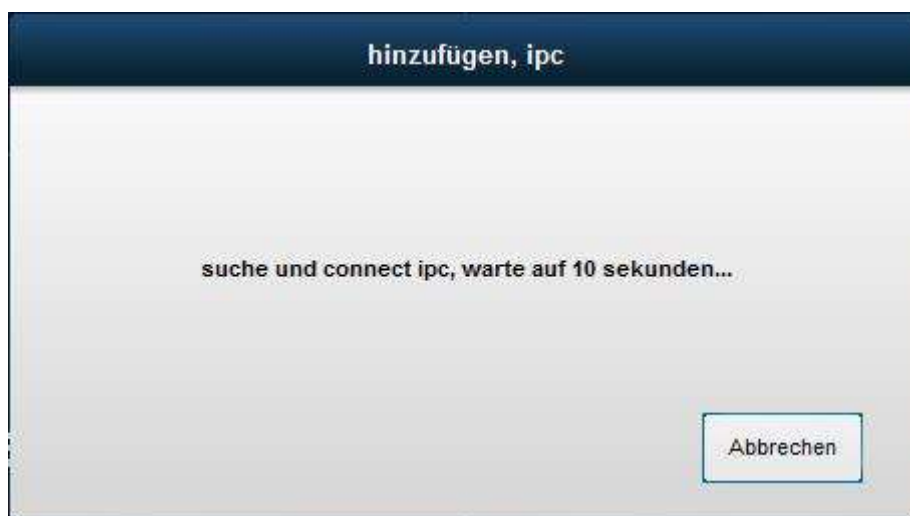 hinzufügen, ipc
suche und connect ipc, warte auf 10 sekunden...
Abbrechen